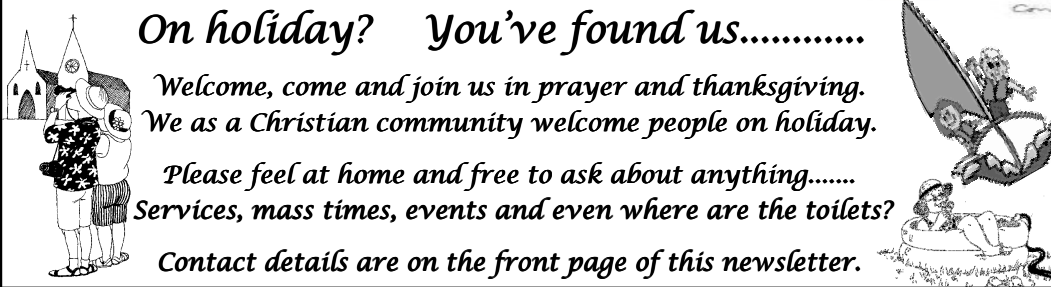 On holiday? You've found us............
Welcome, come and join us in prayer and thanksgiving.
We as a Christian community welcome people on holiday.
Please feel at home and free to ask about anything.......
Services, mass times, events and even where are the toilets?
Contact details are on the front page of this newsletter.